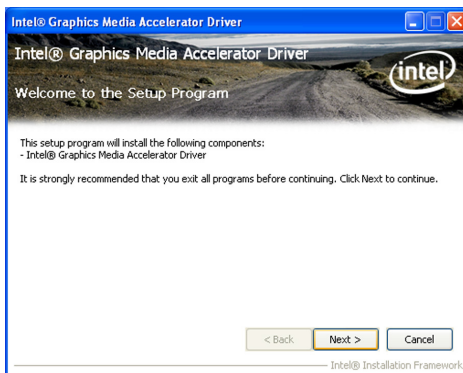 Intel® Graphics Media Accelerator Driver
Intel® Graphics Media Accelerator Driver
intel
Welcome to the Setup Program
This setup program will install the following components:
- Intel® Graphics Media Accelerator Driver
It is strongly recommended that you exit all programs before continuing. Click Next to continue.
< Back Next > Cancel
Intel® Installation Framework